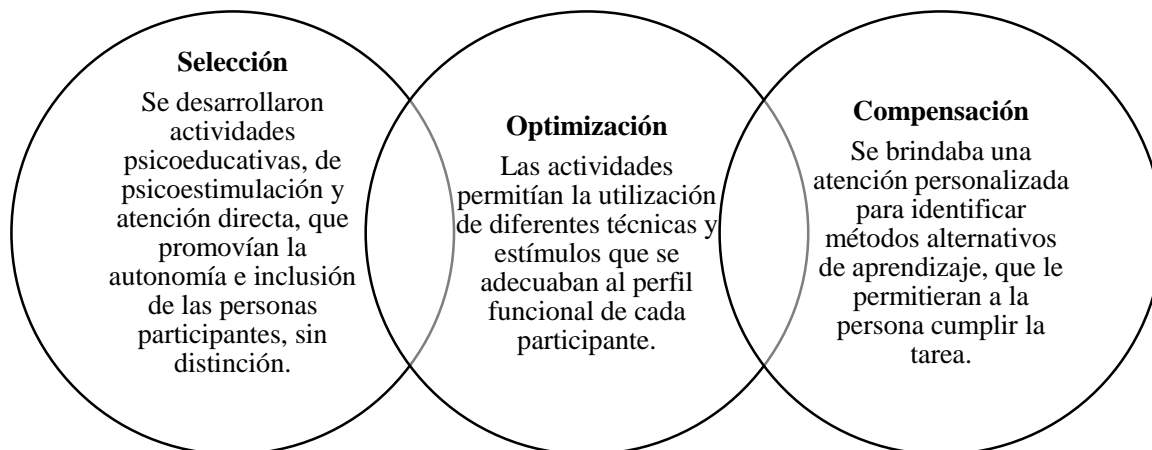 Selección
Se desarrollaron
actividades
psicoeducativas, de
psicoestimulación y
atención directa, que
promovían la
autonomía e inclusión
de las personas
participantes, sin
distinción.
Optimización
Las actividades
permitían la utilización
de diferentes técnicas y
estímulos que se
adecuaban al perfil
funcional de cada
participante.
Compensación
Se brindaba una
atención personalizada
para identificar
métodos alternativos
de aprendizaje, que le
permitieran a la
persona cumplir la
tarea.